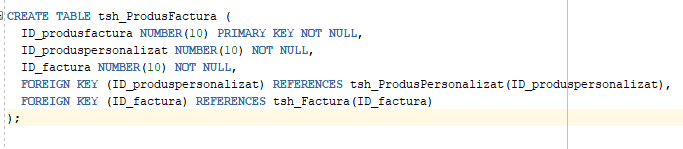 CREATE TABLE tsh_ProdusFactura (
ID_produsfactura NUMBER(10) PRIMARY KEY NOT NULL,
ID_produspersonalizat NUMBER(10) NOT NULL,
ID_factura NUMBER(10) NOT NULL,
FOREIGN KEY (ID_produspersonalizat) REFERENCES tsh_ProdusPersonalizat(ID_produspersonalizat),
FOREIGN KEY (ID_factura) REFERENCES tsh_Factura(ID_factura)
);